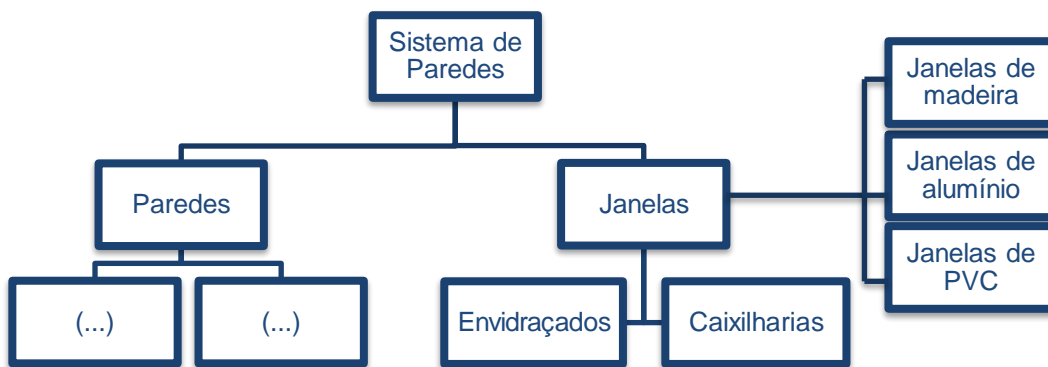 Sistema de
Paredes
Paredes
Janelas
Janelas de
madeira
Janelas de
alumínio
Janelas de
PVC
(...)
(...)
Envidraçados
Caixilharias